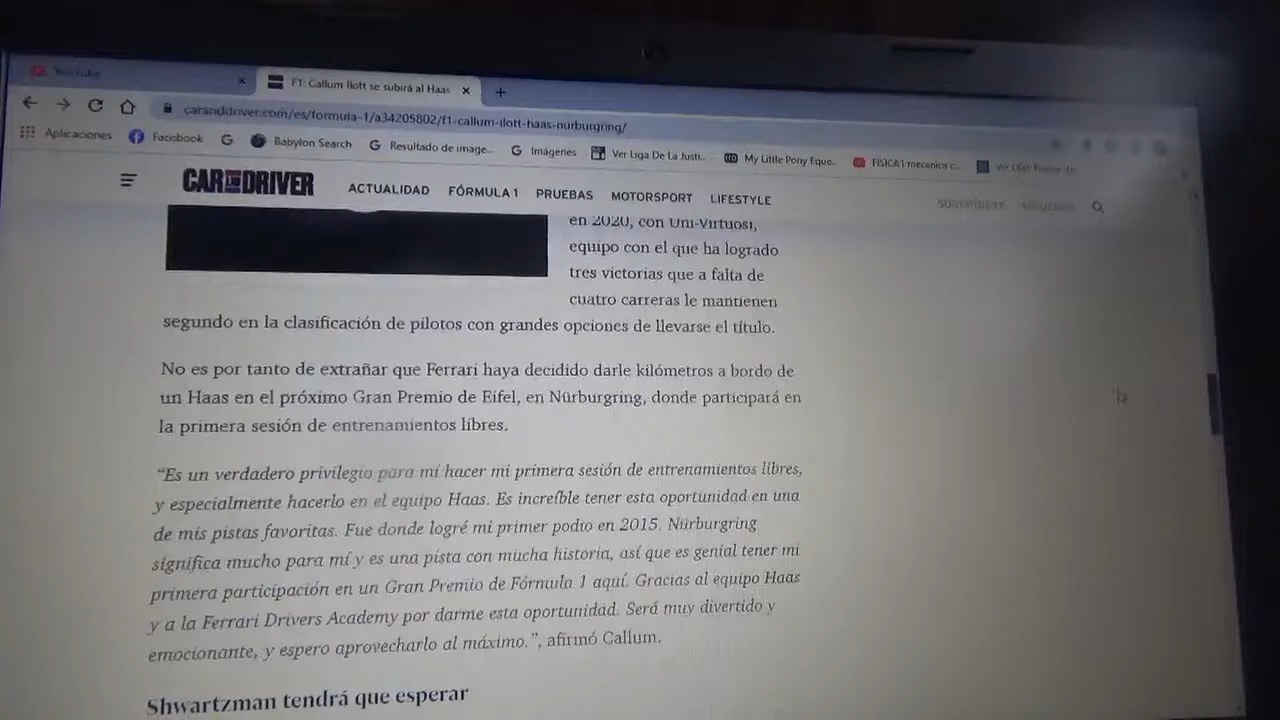 YouTube
F1: Callum Ilott se subirá al Haas
caranddriver.com/es/formula-1/a34205802/f1-callum-ilott-haas-nurburgring/
Aplicaciones Facebook Babylon Search Resultado de image... Imágenes Ver Liga De La Justi... My Little Pony Eque... FISICA1 mecanica c...
CAR AND DRIVER ACTUALIDAD FÓRMULA 1 PRUEBAS MOTORSPORT LIFESTYLE
en 2020, con Uni-Virtuosi,
equipo con el que ha logrado
tres victorias que a falta de
cuatro carreras le mantienen
segundo en la clasificación de pilotos con grandes opciones de llevarse el título.
No es por tanto de extrañar que Ferrari haya decidido darle kilómetros a bordo de
un Haas en el próximo Gran Premio de Eifel, en Nürburgring, donde participará en
la primera sesión de entrenamientos libres.
“Es un verdadero privilegio para mí hacer mi primera sesión de entrenamientos libres,
y especialmente hacerlo en el equipo Haas. Es increíble tener esta oportunidad en una
de mis pistas favoritas. Fue donde logré mi primer podio en 2015. Nürburgring
significa mucho para mí y es una pista con mucha historia, así que es genial tener mi
primera participación en un Gran Premio de Fórmula 1 aquí. Gracias al equipo Haas
y a la Ferrari Drivers Academy por darme esta oportunidad. Será muy divertido y
emocionante, y espero aprovecharlo al máximo.”, afirmó Callum.
Shwartzman tendrá que esperar